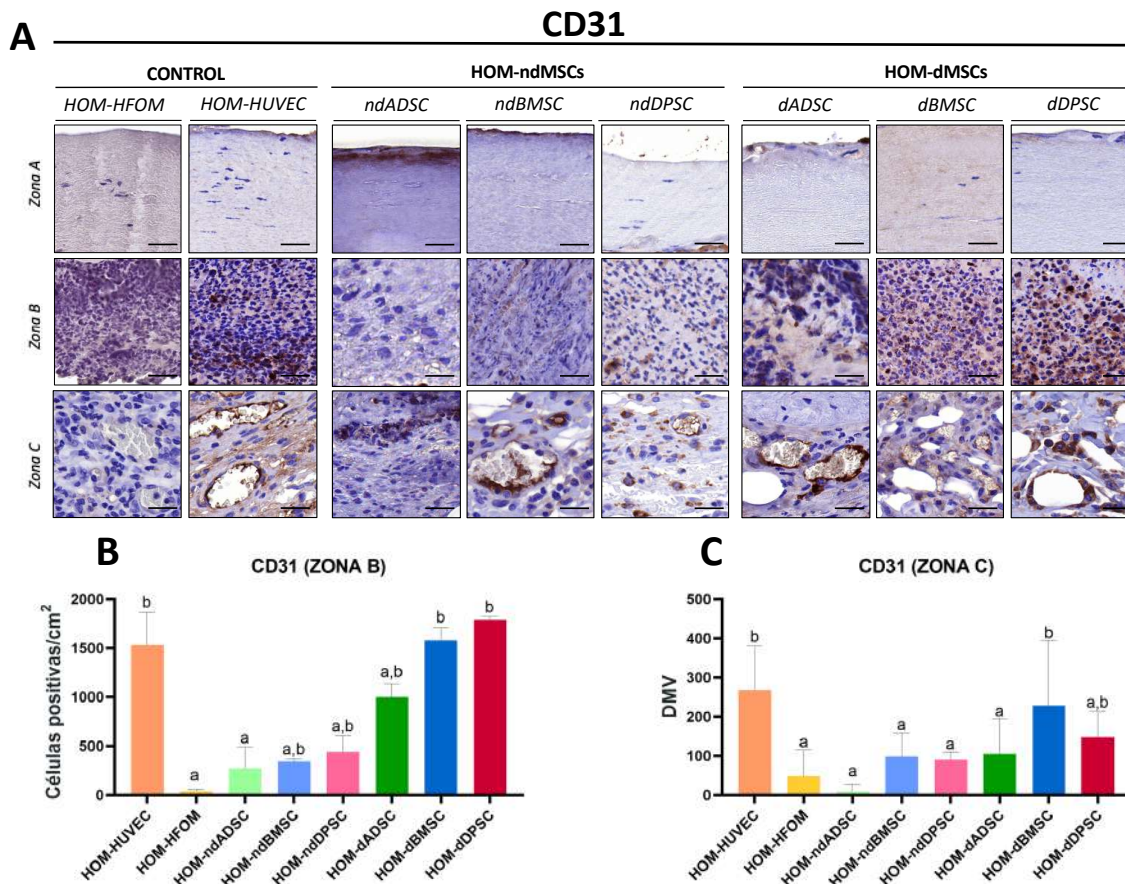 CD31
A
CONTROL HOM-ndMSCs HOM-dMSCs
HOM-HFOM HOM-HUVEC ndADSC ndBMSC ndDPSC dADSC dBMSC dDPSC
Zona A
Zona B
Zona C
B
CD31 (ZONA B)
Células positivas/cm²
2000
1500
1000
500
0
b
a
a
a,b
a,b
a,b
b
b
HOM-HUVEC
HOM-HFOM
HOM-ndADSC
HOM-ndBMSC
HOM-ndDPSC
HOM-dADSC
HOM-dBMSC
HOM-dDPSC
C
CD31 (ZONA C)
DMV
500
400
300
200
100
0
b
a
a
a
a
a
b
a,b
HOM-HUVEC
HOM-HFOM
HOM-ndADSC
HOM-ndBMSC
HOM-ndDPSC
HOM-dADSC
HOM-dBMSC
HOM-dDPSC